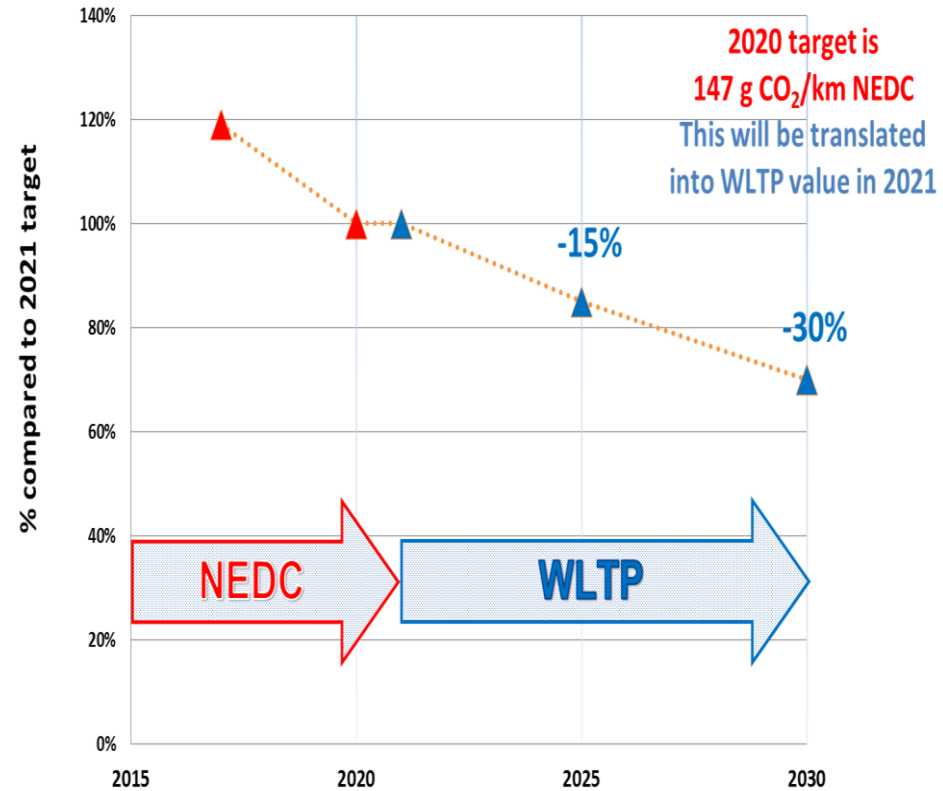 140%
120%
100%
80%
60%
40%
20%
0%
% compared to 2021 target
2020 target is
147 g CO₂/km NEDC
This will be translated
into WLTP value in 2021
-15%
-30%
NEDC
WLTP
2015
2020
2025
2030